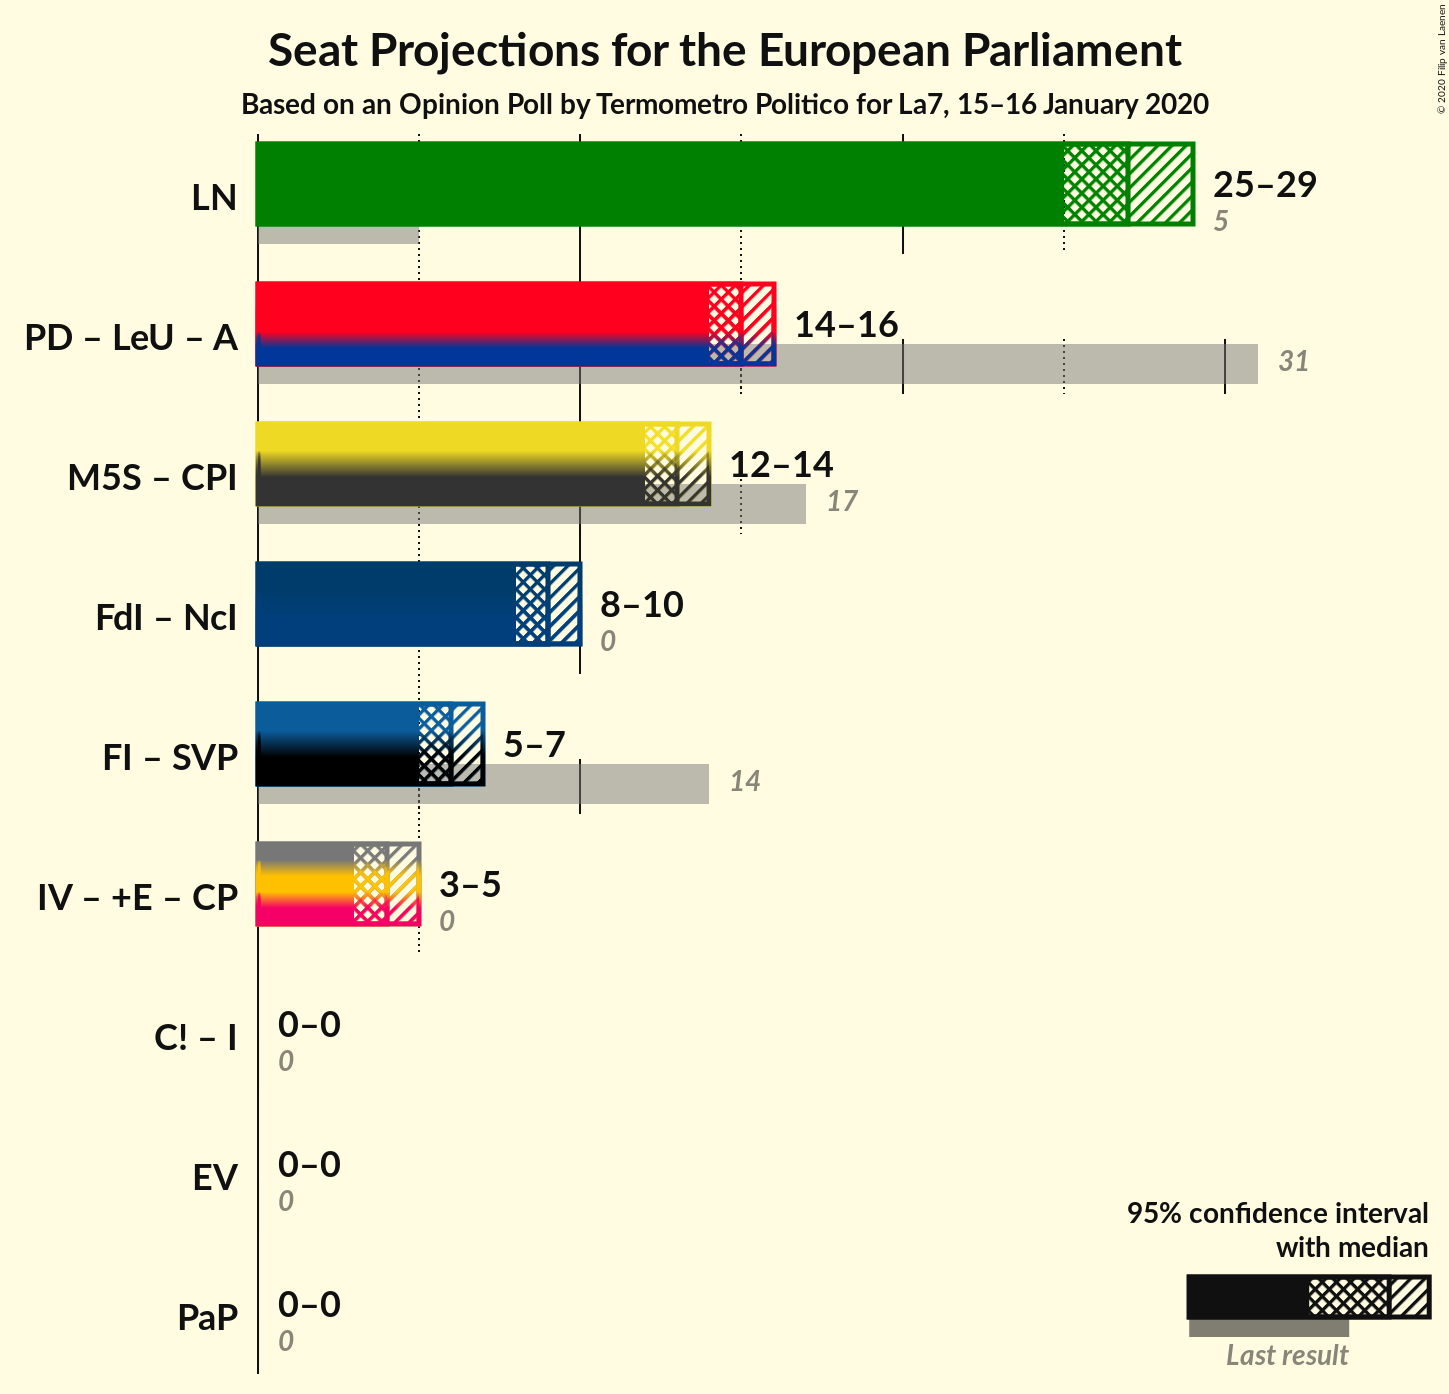 Seat Projections for the European Parliament
Based on an Opinion Poll by Termometro Politico for La7, 15–16 January 2020
© 2020 Filip van Laenen
LN
25–29
5
PD – LeU – A
14–16
31
M5S – CPI
12–14
17
FdI – NcI
8–10
0
FI – SVP
5–7
14
IV – +E – CP
3–5
0
C! – I
0–0
0
EV
0–0
0
PaP
0–0
0
95% confidence interval
with median
Last result